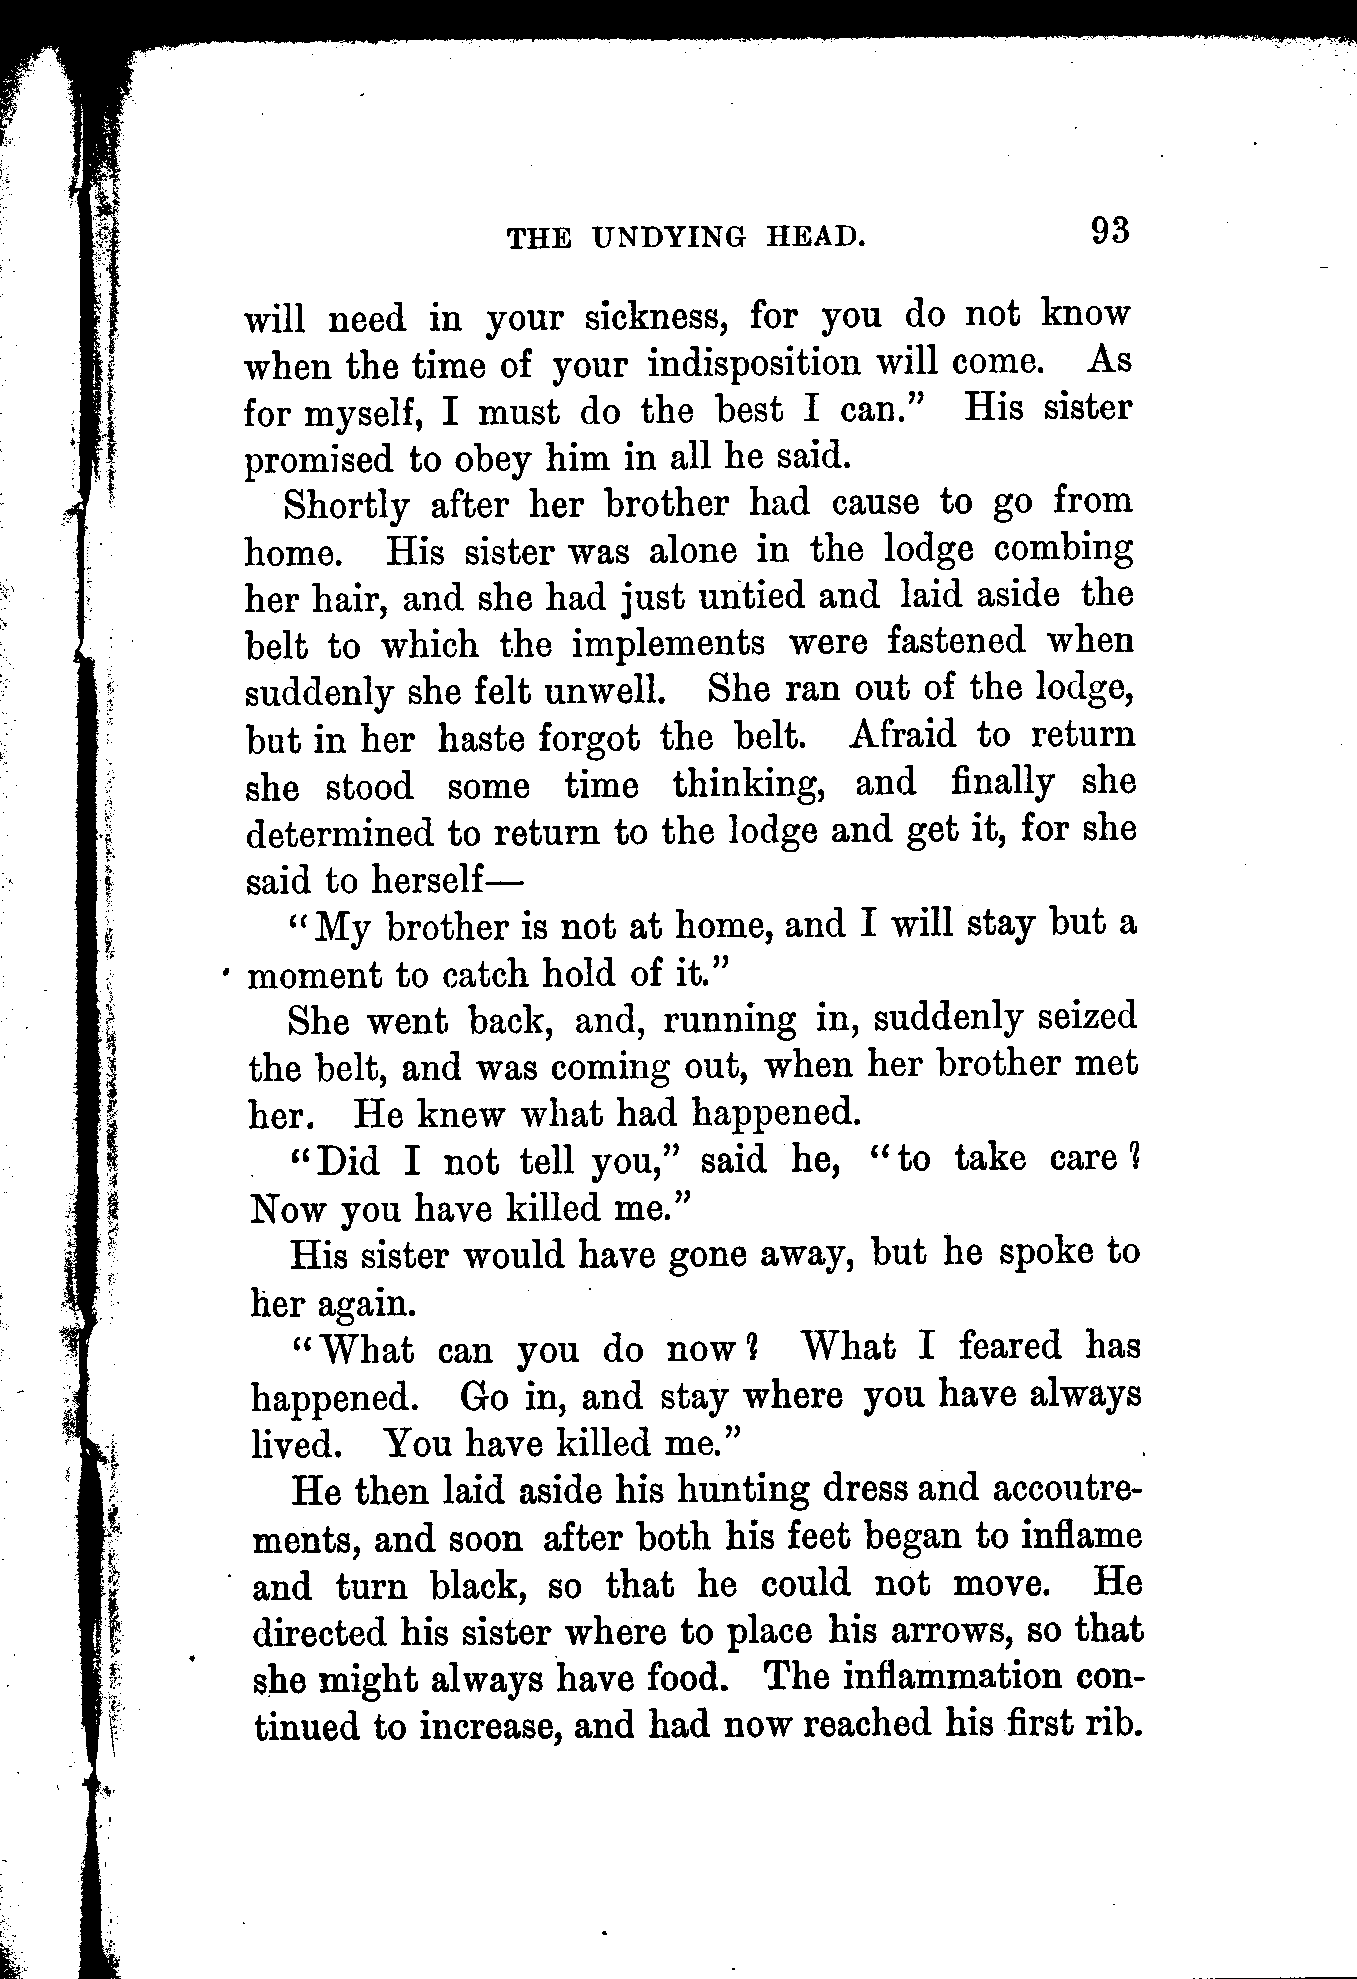 THE UNDYING HEAD. 93
will need in your sickness, for you do not know
when the time of your indisposition will come. As
for myself, I must do the best I can.” His sister
promised to obey him in all he said.
Shortly after her brother had cause to go from
home. His sister was alone in the lodge combing
her hair, and she had just untied and laid aside the
belt to which the implements were fastened when
suddenly she felt unwell. She ran out of the lodge,
but in her haste forgot the belt. Afraid to return
she stood some time thinking, and finally she
determined to return to the lodge and get it, for she
said to herself—
“My brother is not at home, and I will stay but a
moment to catch hold of it.”
She went back, and, running in, suddenly seized
the belt, and was coming out, when her brother met
her. He knew what had happened.
“Did I not tell you,” said he, “to take care?
Now you have killed me.”
His sister would have gone away, but he spoke to
her again.
“What can you do now? What I feared has
happened. Go in, and stay where you have always
lived. You have killed me.”
He then laid aside his hunting dress and accoutre-
ments, and soon after both his feet began to inflame
and turn black, so that he could not move. He
directed his sister where to place his arrows, so that
she might always have food. The inflammation con-
tinued to increase, and had now reached his first rib.